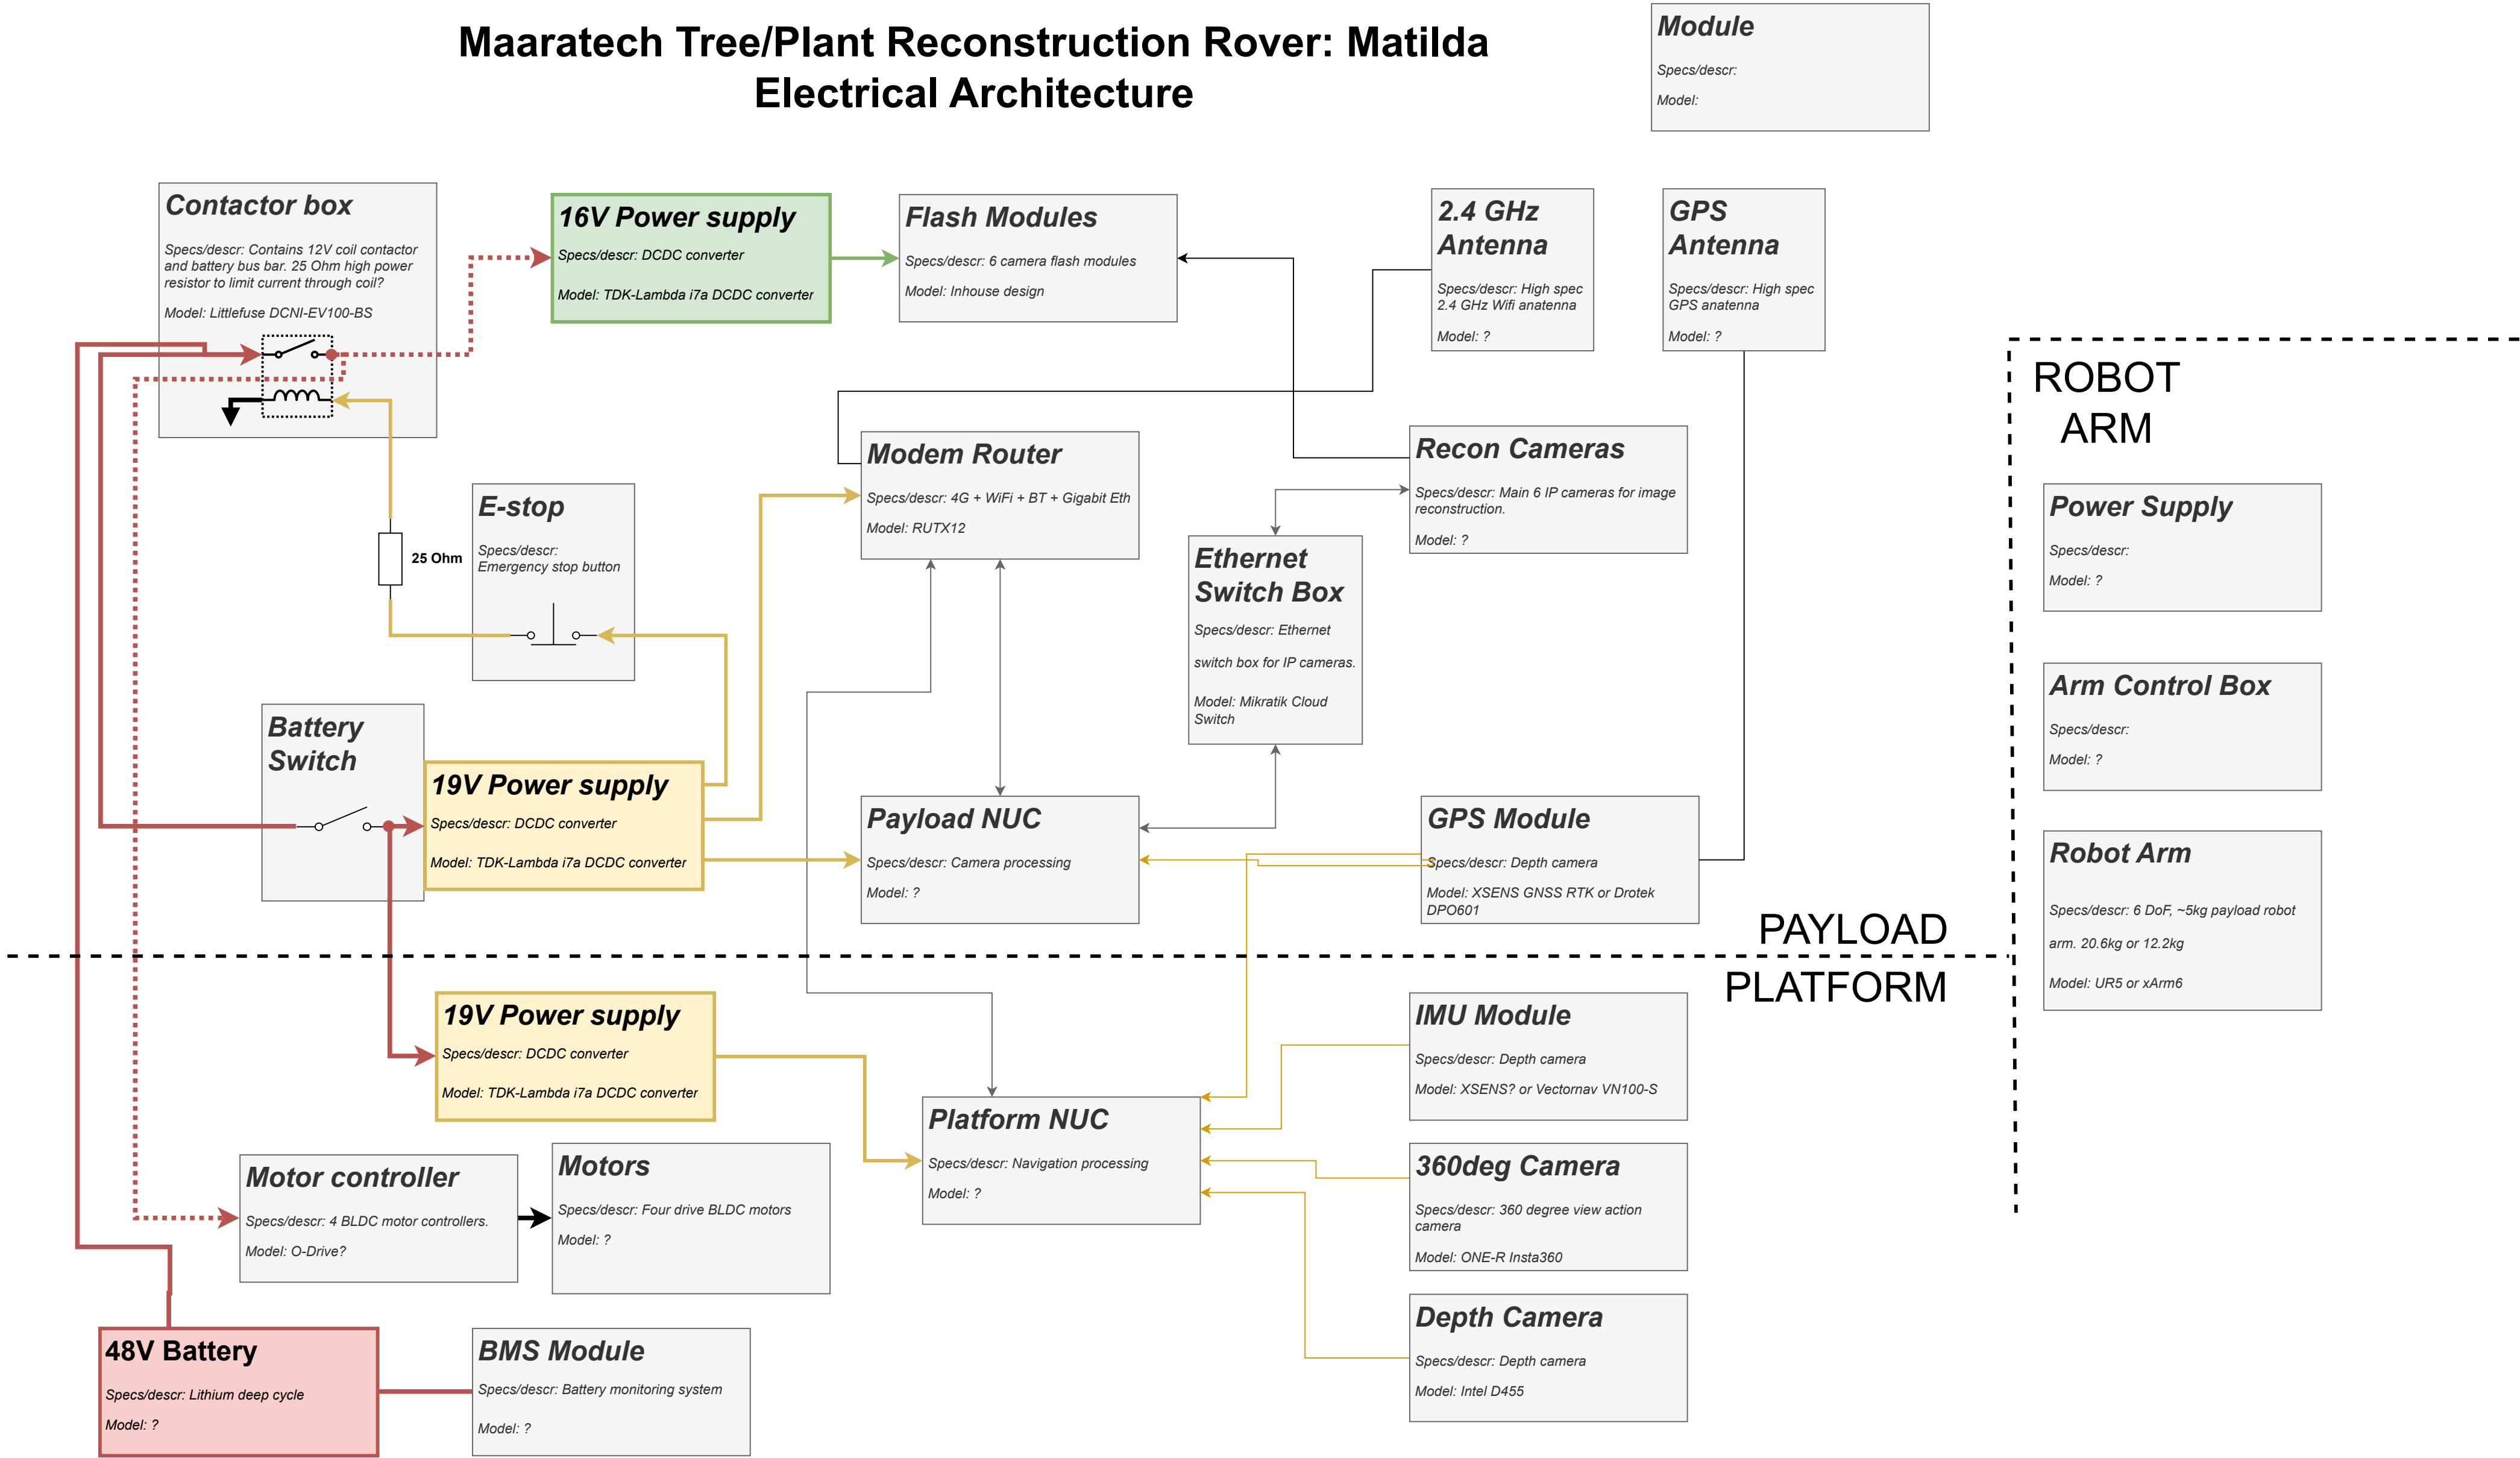 Maaratech Tree/Plant Reconstruction Rover: Matilda
Electrical Architecture
Module
Specs/descr:
Model:
Contactor box
Specs/descr: Contains 12V coil contactor
and battery bus bar. 25 Ohm high power
resistor to limit current through coil?
Model: Littlefuse DCNI-EV100-BS
16V Power supply
Specs/descr: DCDC converter
Model: TDK-Lambda i7a DCDC converter
Flash Modules
Specs/descr: 6 camera flash modules
Model: Inhouse design
2.4 GHz
Antenna
Specs/descr: High spec
2.4 GHz Wifi anatenna
Model: ?
GPS
Antenna
Specs/descr: High spec
GPS anatenna
Model: ?
ROBOT
ARM
Modem Router
Specs/descr: 4G + WiFi + BT + Gigabit Eth
Model: RUTX12
Recon Cameras
Specs/descr: Main 6 IP cameras for image
reconstruction.
Model: ?
E-stop
Specs/descr:
Emergency stop button
25 Ohm
Ethernet
Switch Box
Specs/descr: Ethernet
switch box for IP cameras.
Model: Mikratik Cloud
Switch
Power Supply
Specs/descr:
Model: ?
Arm Control Box
Specs/descr:
Model: ?
Battery
Switch
19V Power supply
Specs/descr: DCDC converter
Model: TDK-Lambda i7a DCDC converter
Payload NUC
Specs/descr: Camera processing
Model: ?
GPS Module
Specs/descr: Depth camera
Model: XSENS GNSS RTK or Drotek
DPO601
Robot Arm
Specs/descr: 6 DoF, ~5kg payload robot
arm. 20.6kg or 12.2kg
Model: UR5 or xArm6
PAYLOAD
PLATFORM
19V Power supply
Specs/descr: DCDC converter
Model: TDK-Lambda i7a DCDC converter
IMU Module
Specs/descr: Depth camera
Model: XSENS? or Vectornav VN100-S
Platform NUC
Specs/descr: Navigation processing
Model: ?
Motor controller
Specs/descr: 4 BLDC motor controllers.
Model: O-Drive?
Motors
Specs/descr: Four drive BLDC motors
Model: ?
360deg Camera
Specs/descr: 360 degree view action
camera
Model: ONE-R Insta360
48V Battery
Specs/descr: Lithium deep cycle
Model: ?
BMS Module
Specs/descr: Battery monitoring system
Model: ?
Depth Camera
Specs/descr: Depth camera
Model: Intel D455